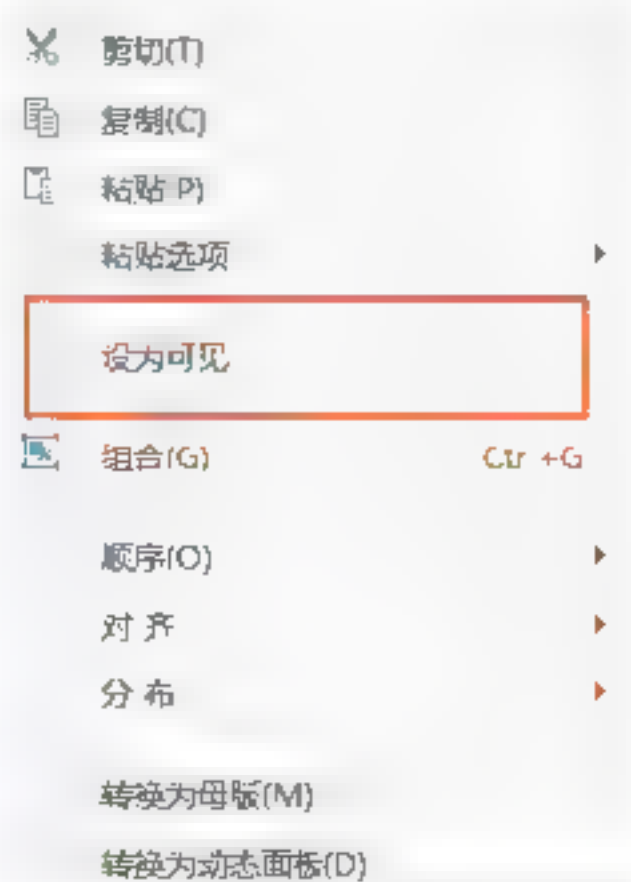 剪切(T)
复制(C)
粘贴 P)
粘贴选项
设为可见
组合(G) Ctr +G
顺序(O)
对 齐
分 布
转换为母版(M)
转换为动态面板(D)